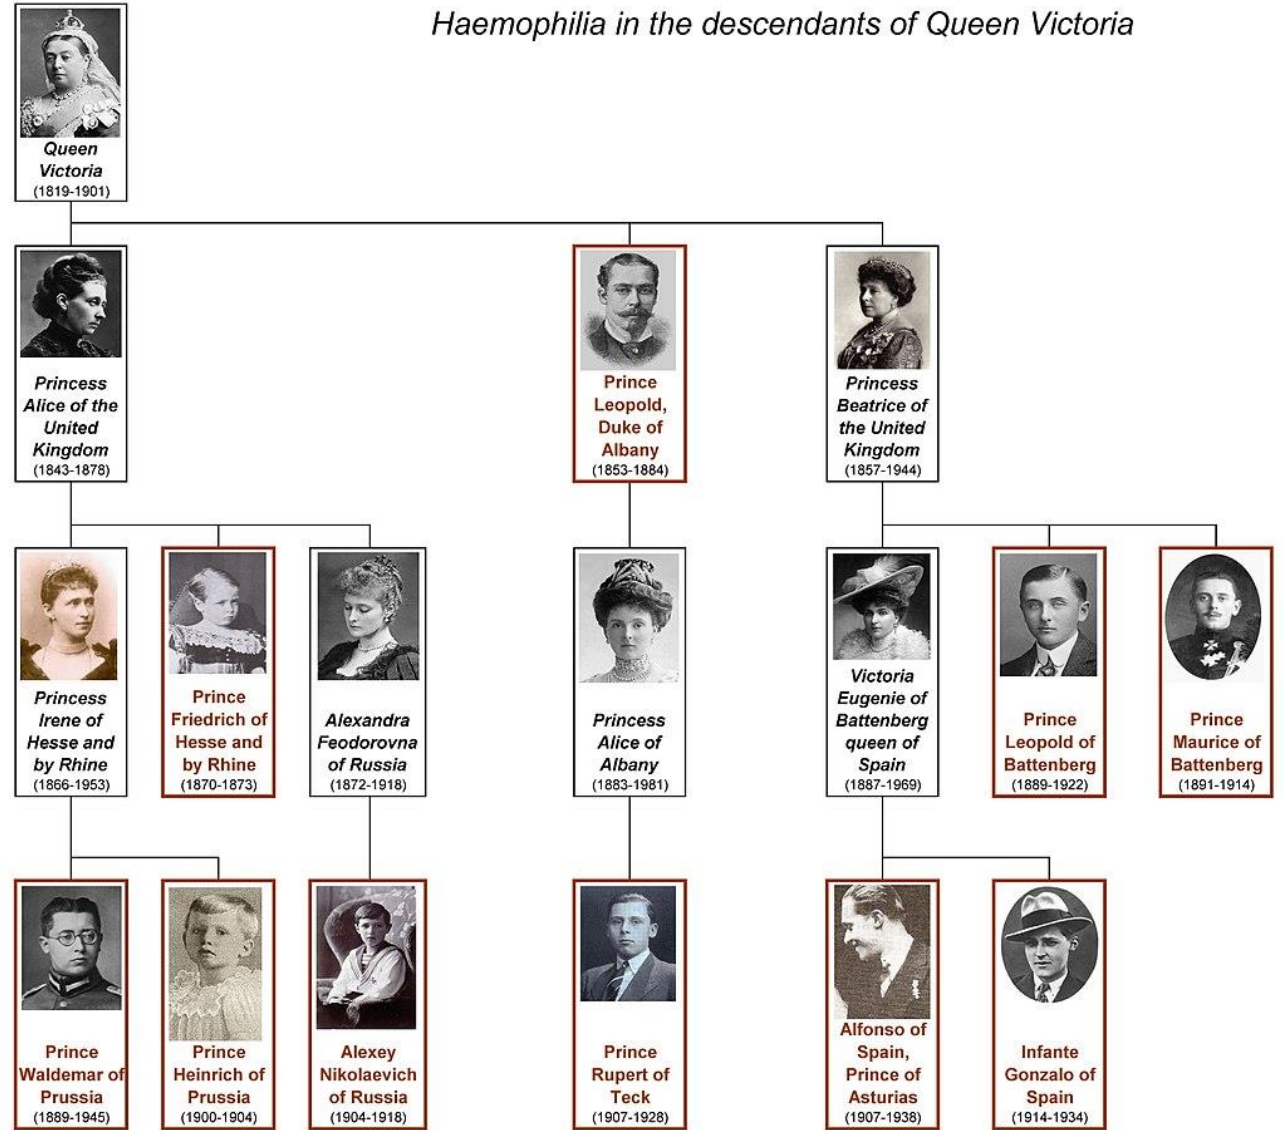 Haemophilia in the descendants of Queen Victoria
Queen
Victoria
(1819-1901)
Princess
Alice of the
United
Kingdom
(1843-1878)
Prince
Leopold,
Duke of
Albany
(1853-1884)
Princess
Beatrice of
the United
Kingdom
(1857-1944)
Princess
Irene of
Hesse and
by Rhine
(1866-1953)
Prince
Friedrich of
Hesse and
by Rhine
(1870-1873)
Alexandra
Feodorovna
of Russia
(1872-1918)
Princess
Alice of
Albany
(1883-1981)
Victoria
Eugenie of
Battenberg
queen of
Spain
(1887-1969)
Prince
Leopold of
Battenberg
(1889-1922)
Prince
Maurice of
Battenberg
(1891-1914)
Prince
Waldemar of
Prussia
(1889-1945)
Prince
Heinrich of
Prussia
(1900-1904)
Alexey
Nikolaevich
of Russia
(1904-1918)
Prince
Rupert of
Teck
(1907-1928)
Alfonso of
Spain,
Prince of
Asturias
(1907-1938)
Infante
Gonzalo of
Spain
(1914-1934)